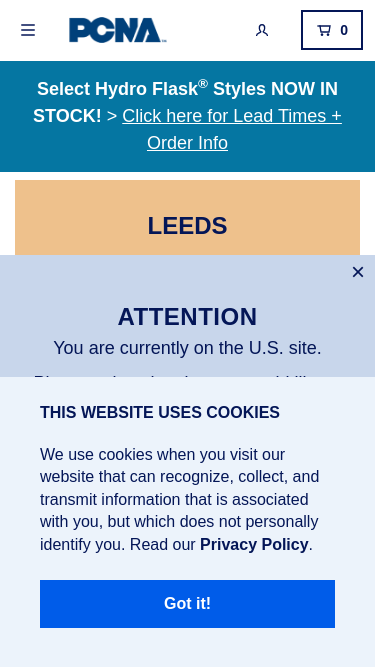 PCNA
0
Select Hydro Flask® Styles NOW IN
STOCK! > Click here for Lead Times +
Order Info
LEEDS
×
ATTENTION
You are currently on the U.S. site.
THIS WEBSITE USES COOKIES
We use cookies when you visit our
website that can recognize, collect, and
transmit information that is associated
with you, but which does not personally
identify you. Read our Privacy Policy.
Got it!